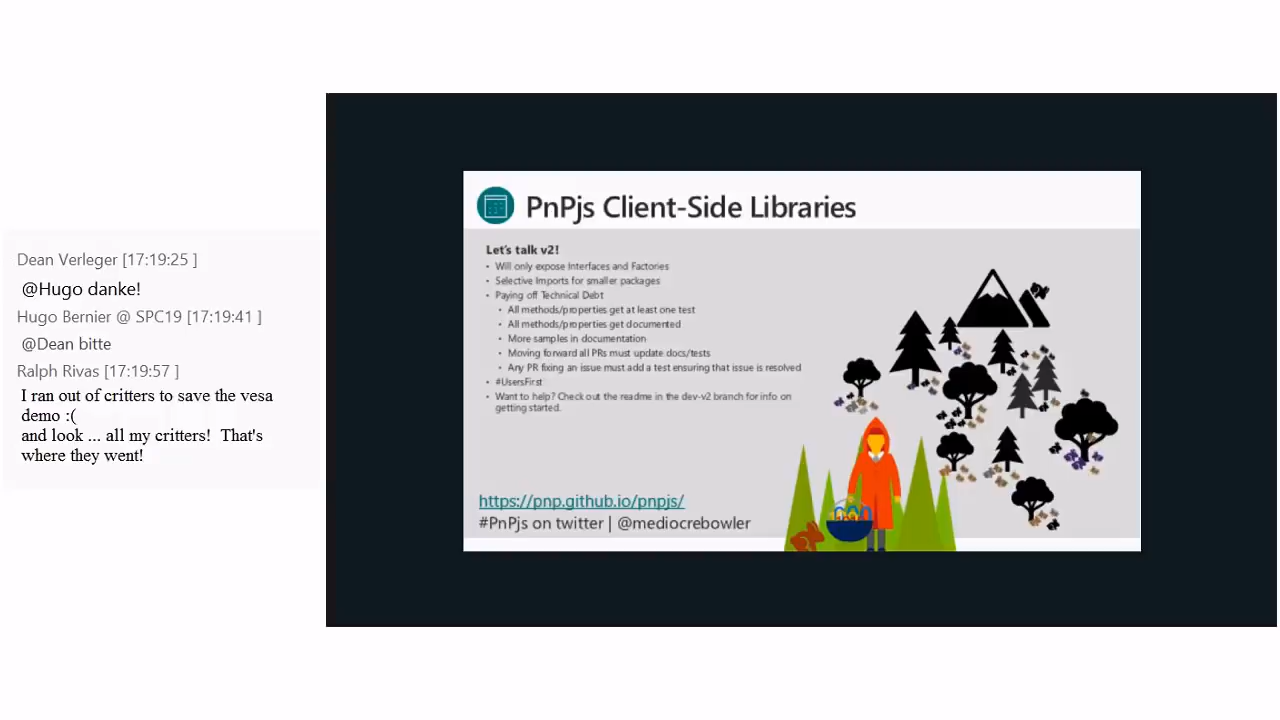 Dean Verleger [17:19:25 ]
@Hugo danke!
Hugo Bernier @ SPC19 [17:19:41 ]
@Dean bitte
Ralph Rivas [17:19:57 ]
I ran out of critters to save the vesa
demo :(
and look ... all my critters!  That's
where they went!
PnPjs Client-Side Libraries
Let's talk v2!
• Will only expose Interfaces and Factories
• Selective Imports for smaller packages
• Paying off Technical Debt
• All methods/properties get at least one test
• All methods/properties get documented
• More samples in documentation
• Moving forward all PRs must update docs/tests
• Any PR fixing an issue must add a test ensuring that issue is resolved
• #UsersFirst
• Want to help? Check out the readme in the dev-v2 branch for info on
getting started.
https://pnp.github.io/pnpjs/
#PnPjs on twitter | @mediocrebowler